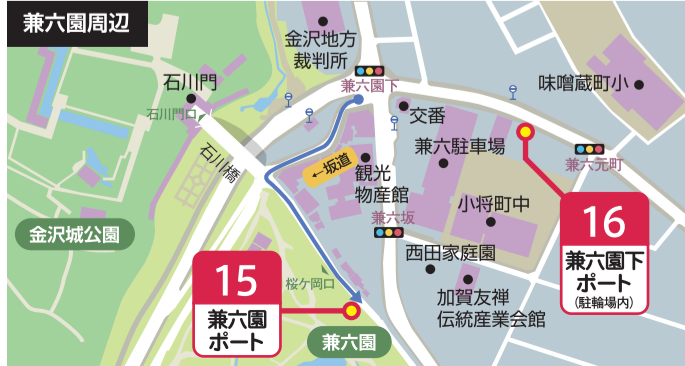 兼六園周辺
金沢地方
裁判所
兼六園下
石川門
石川門口
石川橋
交番
味噌蔵町小
←坂道
観光
物産館
兼六駐車場
兼六元町
兼六坂
小将町中
金沢城公園
西田家庭園
加賀友禅
伝統産業会館
桜ケ岡口
15
兼六園
ポート
兼六園
16
兼六園下
ポート
(駐輪場内)